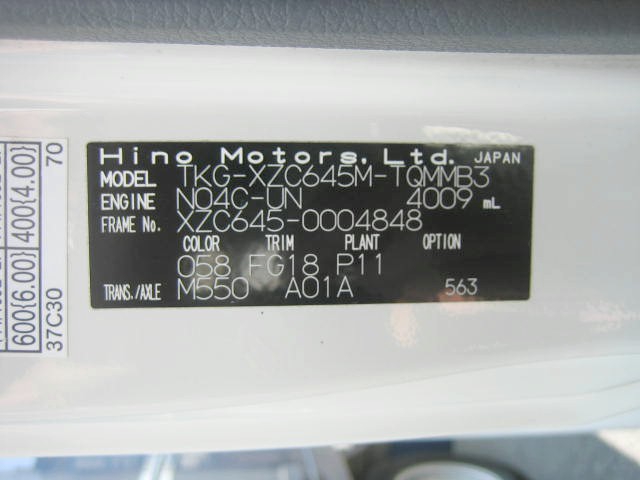 Hino Motors, Ltd. JAPAN
MODEL TKG-XZC645M-TQMMB3
ENGINE N04C-UN 4009 mL
FRAME No. XZC645-0004848
COLOR TRIM PLANT OPTION
058 FG18 P11
TRANS./AXLE M550 A01A 563
600{6.00} 400{4.00}
37C30 70